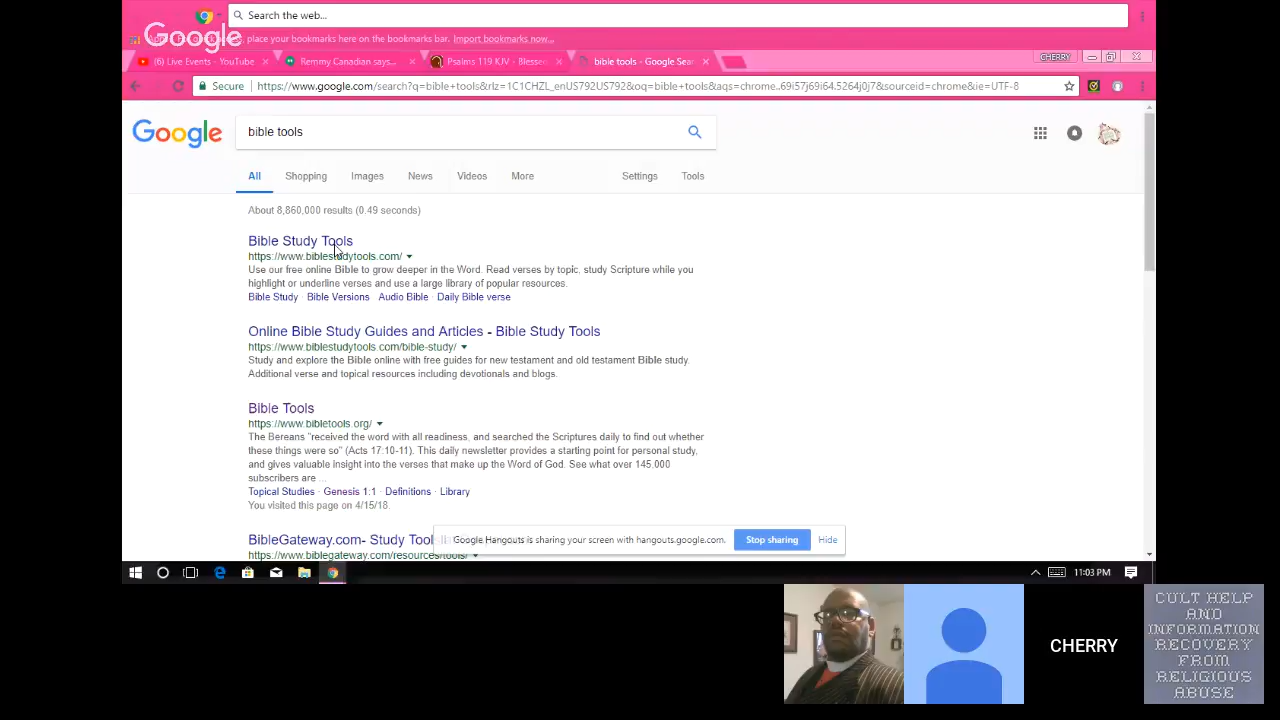 Search the web...
Google
place your bookmarks here on the bookmarks bar. Import bookmarks now...
(6) Live Events - YouTube
Remmy Canadian says...
Psalms 119 KJV - Blessed
bible tools - Google Sear
CHERRY
Secure
https://www.google.com/search?q=bible+tools&rlz=1C1CHZL_enUS792US792&oq=bible+tools&aqs=chrome..69i57j69i64.5264j0j7&sourceid=chrome&ie=UTF-8
Google
bible tools
All Shopping Images News Videos More Settings Tools
About 8,860,000 results (0.49 seconds)
Bible Study Tools
https://www.biblestudytools.com/
Use our free online Bible to grow deeper in the Word. Read verses by topic, study Scripture while you
highlight or underline verses and use a large library of popular resources.
Bible Study · Bible Versions · Audio Bible · Daily Bible verse
Online Bible Study Guides and Articles - Bible Study Tools
https://www.biblestudytools.com/bible-study/
Study and explore the Bible online with free guides for new testament and old testament Bible study.
Additional verse and topical resources including devotionals and blogs.
Bible Tools
https://www.bibletools.org/
The Bereans "received the word with all readiness, and searched the Scriptures daily to find out whether
these things were so" (Acts 17:10-11). This daily newsletter provides a starting point for personal study,
and gives valuable insight into the verses that make up the Word of God. See what over 145,000
subscribers are ...
Topical Studies · Genesis 1:1 · Definitions · Library
You visited this page on 4/15/18.
BibleGateway.com- Study Tool
https://www.biblegateway.com/resources/tools/
Google Hangouts is sharing your screen with hangouts.google.com.
Stop sharing
Hide
11:03 PM
CHERRY
CULT HELP
AND
INFORMATION
RECOVERY
FROM
RELIGIOUS
ABUSE